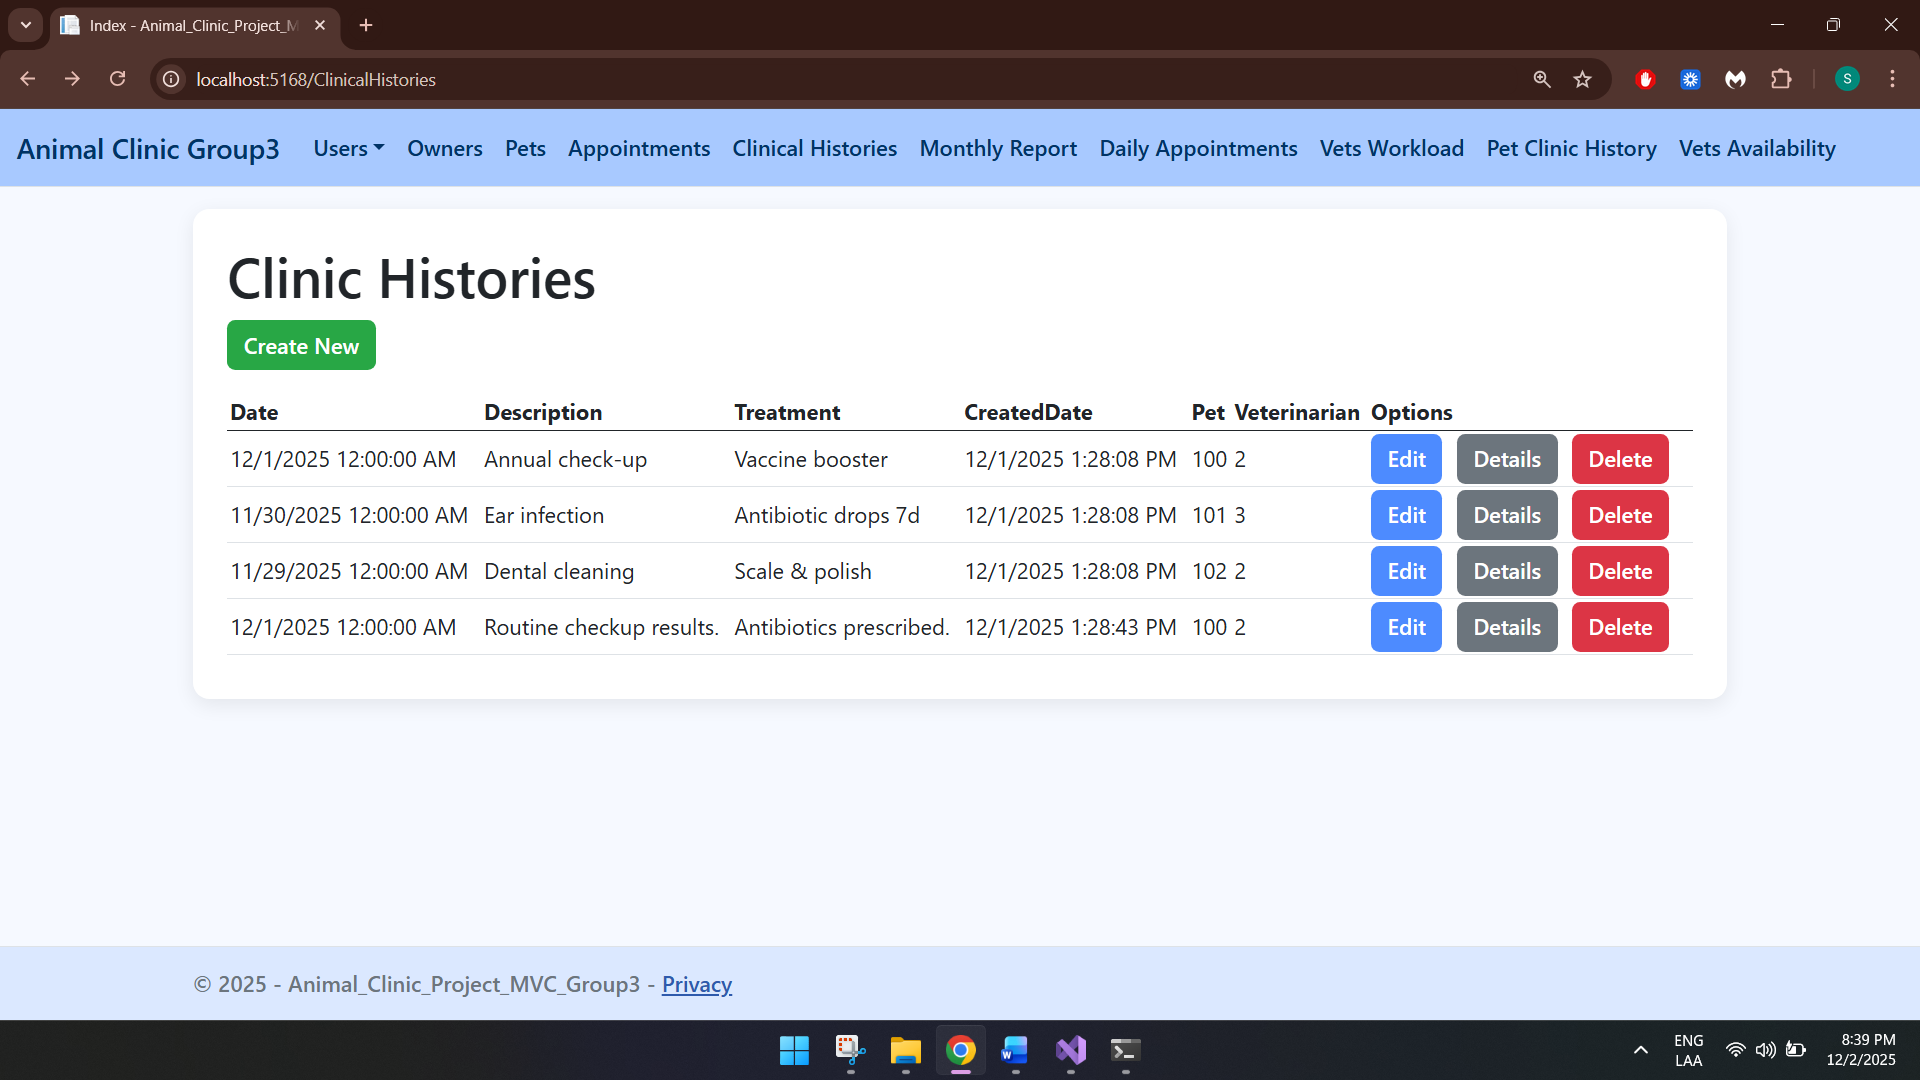 Index - Animal_Clinic_Project_M
localhost:5168/ClinicalHistories
S
Animal Clinic Group3 Users Owners Pets Appointments Clinical Histories Monthly Report Daily Appointments Vets Workload Pet Clinic History Vets Availability
Clinic Histories
Create New
Date Description Treatment CreatedDate Pet Veterinarian Options
12/1/2025 12:00:00 AM Annual check-up Vaccine booster 12/1/2025 1:28:08 PM 100 2 Edit Details Delete
11/30/2025 12:00:00 AM Ear infection Antibiotic drops 7d 12/1/2025 1:28:08 PM 101 3 Edit Details Delete
11/29/2025 12:00:00 AM Dental cleaning Scale & polish 12/1/2025 1:28:08 PM 102 2 Edit Details Delete
12/1/2025 12:00:00 AM Routine checkup results. Antibiotics prescribed. 12/1/2025 1:28:43 PM 100 2 Edit Details Delete
© 2025 - Animal_Clinic_Project_MVC_Group3 - Privacy
ENG 8:39 PM
LAA 12/2/2025